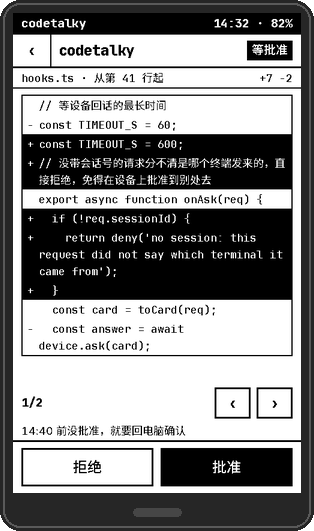 codetalky 14:32 · 82%
‹ codetalky 等批准
hooks.ts · 从第 41 行起 +7 -2
// 等设备回话的最长时间
- const TIMEOUT_S = 60;
+ const TIMEOUT_S = 600;
+ // 没带会话号的请求分不清是哪个终端发来的，直
接拒绝，免得在设备上批准到别处去
export async function onAsk(req) {
+ if (!req.sessionId) {
+ return deny('no session: this
request did not say which terminal it
came from');
+ }
const card = toCard(req);
- const answer = await
device.ask(card);
1/2 ‹ ›
14:40 前没批准，就要回电脑确认
拒绝 批准